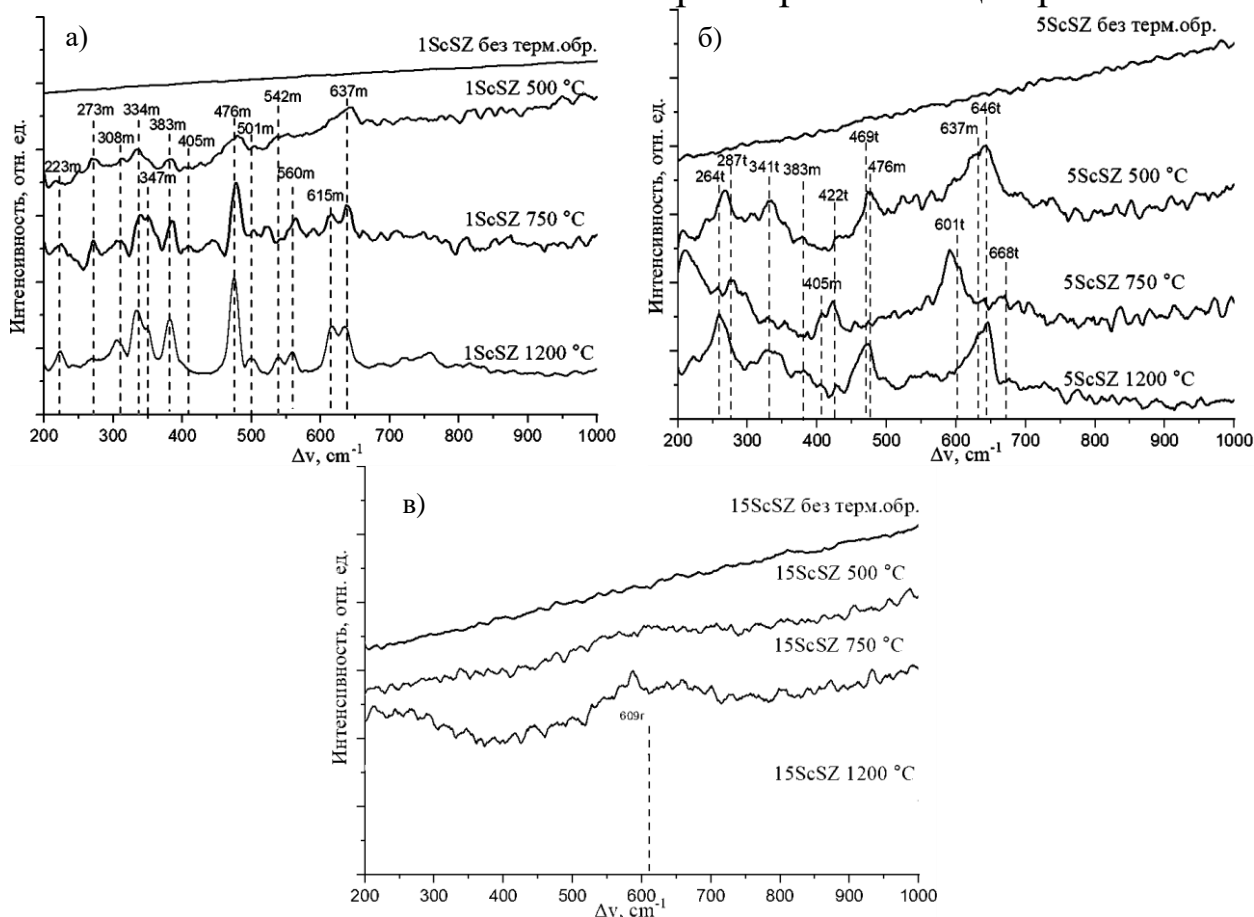 а)
1ScSZ без терм.обр.
1ScSZ 500 °C
1ScSZ 750 °C
1ScSZ 1200 °C
223m
273m
308m
334m
347m
383m
405m
476m
501m
542m
560m
615m
637m
Интенсивность, отн. ед.
200 300 400 500 600 700 800 900 1000
Δν, cm⁻¹
б)
5ScSZ без терм.обр.
5ScSZ 500 °C
5ScSZ 750 °C
5ScSZ 1200 °C
264t
287t
341t
383m
405m
422t
469t
476m
601t
637m
646t
668t
Интенсивность, отн. ед.
200 300 400 500 600 700 800 900 1000
Δν, cm⁻¹
в)
15ScSZ без терм.обр.
15ScSZ 500 °C
15ScSZ 750 °C
609r
15ScSZ 1200 °C
Интенсивность, отн. ед.
200 300 400 500 600 700 800 900 1000
Δν, cm⁻¹